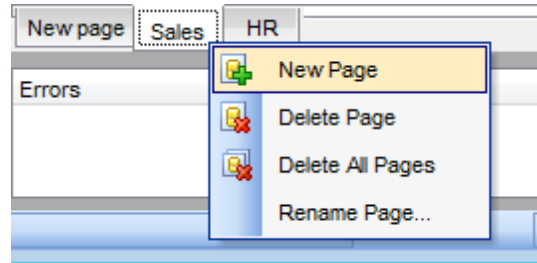 New page Sales HR
New Page
Errors
Delete Page
Delete All Pages
Rename Page...